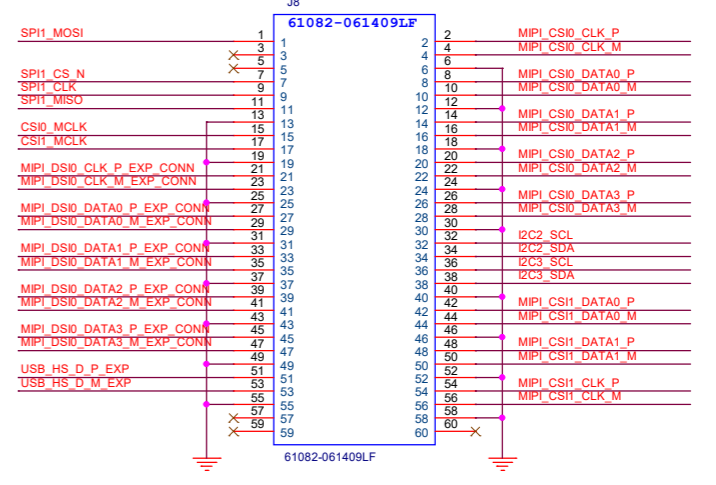 J8
61082-061409LF
SPI1_MOSI 1 1 2 2 MIPI_CSI0_CLK_P
3 3 4 4 MIPI_CSI0_CLK_M
5 5 6 6
SPI1_CS_N 7 7 8 8 MIPI_CSI0_DATA0_P
SPI1_CLK 9 9 10 10 MIPI_CSI0_DATA0_M
SPI1_MISO 11 11 12 12
13 13 14 14 MIPI_CSI0_DATA1_P
CSI0_MCLK 15 15 16 16 MIPI_CSI0_DATA1_M
CSI1_MCLK 17 17 18 18
19 19 20 20 MIPI_CSI0_DATA2_P
MIPI_DSI0_CLK_P_EXP_CONN 21 21 22 22 MIPI_CSI0_DATA2_M
MIPI_DSI0_CLK_M_EXP_CONN 23 23 24 24
25 25 26 26 MIPI_CSI0_DATA3_P
MIPI_DSI0_DATA0_P_EXP_CONN 27 27 28 28 MIPI_CSI0_DATA3_M
MIPI_DSI0_DATA0_M_EXP_CONN 29 29 30 30
31 31 32 32 I2C2_SCL
MIPI_DSI0_DATA1_P_EXP_CONN 33 33 34 34 I2C2_SDA
MIPI_DSI0_DATA1_M_EXP_CONN 35 35 36 36 I2C3_SCL
37 37 38 38 I2C3_SDA
MIPI_DSI0_DATA2_P_EXP_CONN 39 39 40 40
MIPI_DSI0_DATA2_M_EXP_CONN 41 41 42 42 MIPI_CSI1_DATA0_P
43 43 44 44 MIPI_CSI1_DATA0_M
MIPI_DSI0_DATA3_P_EXP_CONN 45 45 46 46
MIPI_DSI0_DATA3_M_EXP_CONN 47 47 48 48 MIPI_CSI1_DATA1_P
49 49 50 50 MIPI_CSI1_DATA1_M
USB_HS_D_P_EXP 51 51 52 52
USB_HS_D_M_EXP 53 53 54 54 MIPI_CSI1_CLK_P
55 55 56 56 MIPI_CSI1_CLK_M
57 57 58 58
59 59 60 60
61082-061409LF